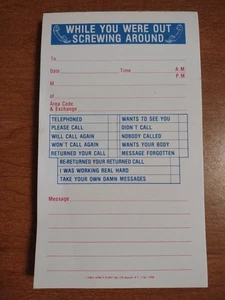 WHILE YOU WERE OUT
SCREWING AROUND
To
Date Time A.M.
P.M.
M
of
Area Code
& Exchange
TELEPHONED WANTS TO SEE YOU
PLEASE CALL DIDN'T CALL
WILL CALL AGAIN NOBODY CALLED
WON'T CALL AGAIN WANTS YOUR BODY
RETURNED YOUR CALL MESSAGE FORGOTTEN
RE-RETURNED YOUR RETURNED CALL
I WAS WORKING REAL HARD
TAKE YOUR OWN DAMN MESSAGES
Message